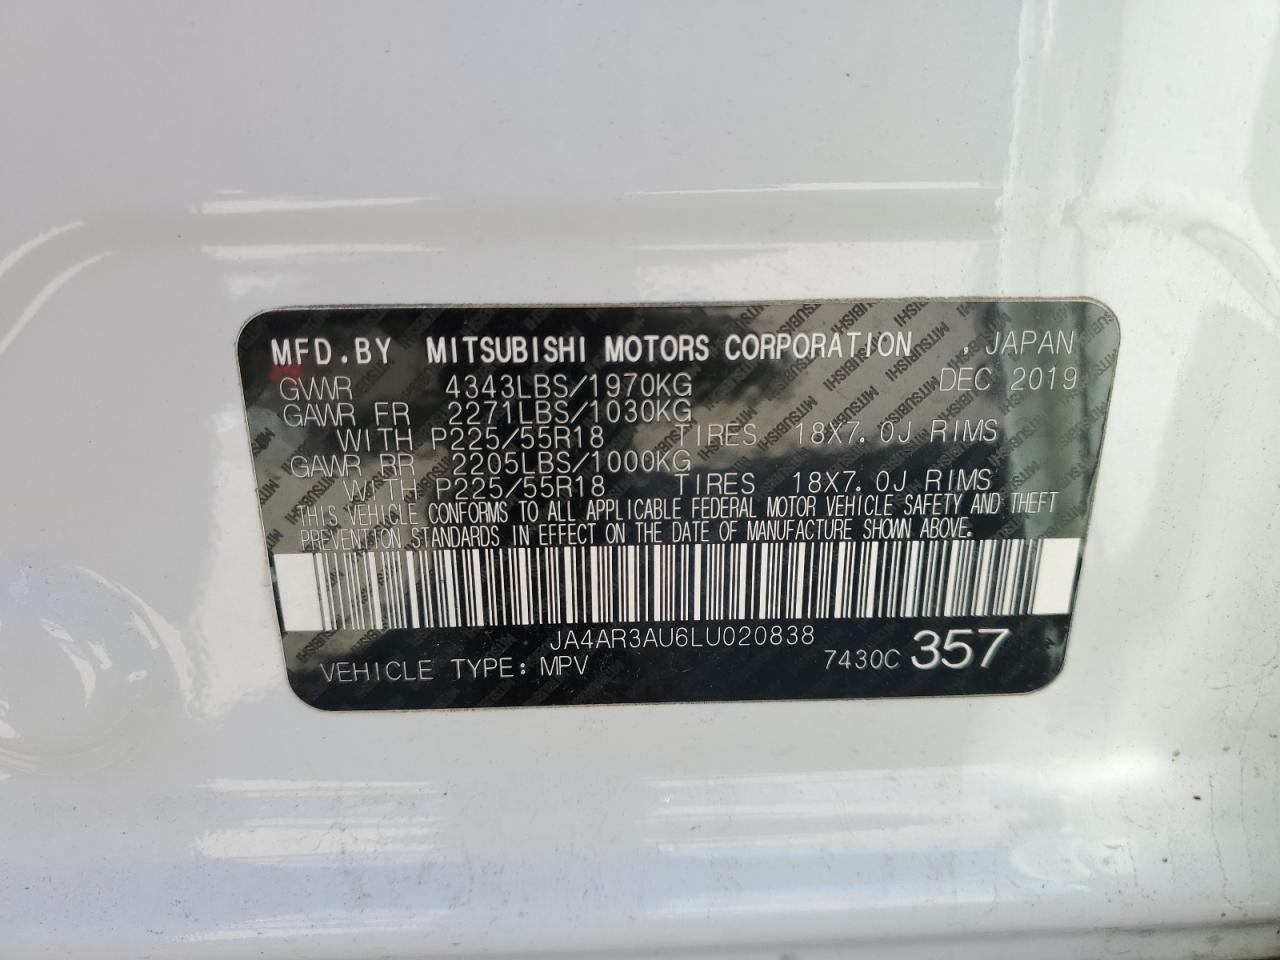 MFD.BY MITSUBISHI MOTORS CORPORATION JAPAN
GVWR 4343LBS/1970KG DEC 2019
GAWR FR 2271LBS/1030KG
WITH P225/55R18 TIRES 18X7.0J RIMS
GAWR RR 2205LBS/1000KG
WITH P225/55R18 TIRES 18X7.0J RIMS
THIS VEHICLE CONFORMS TO ALL APPLICABLE FEDERAL MOTOR VEHICLE SAFETY AND THEFT
PREVENTION STANDARDS IN EFFECT ON THE DATE OF MANUFACTURE SHOWN ABOVE.
JA4AR3AU6LU020838
VEHICLE TYPE: MPV 7430C 357